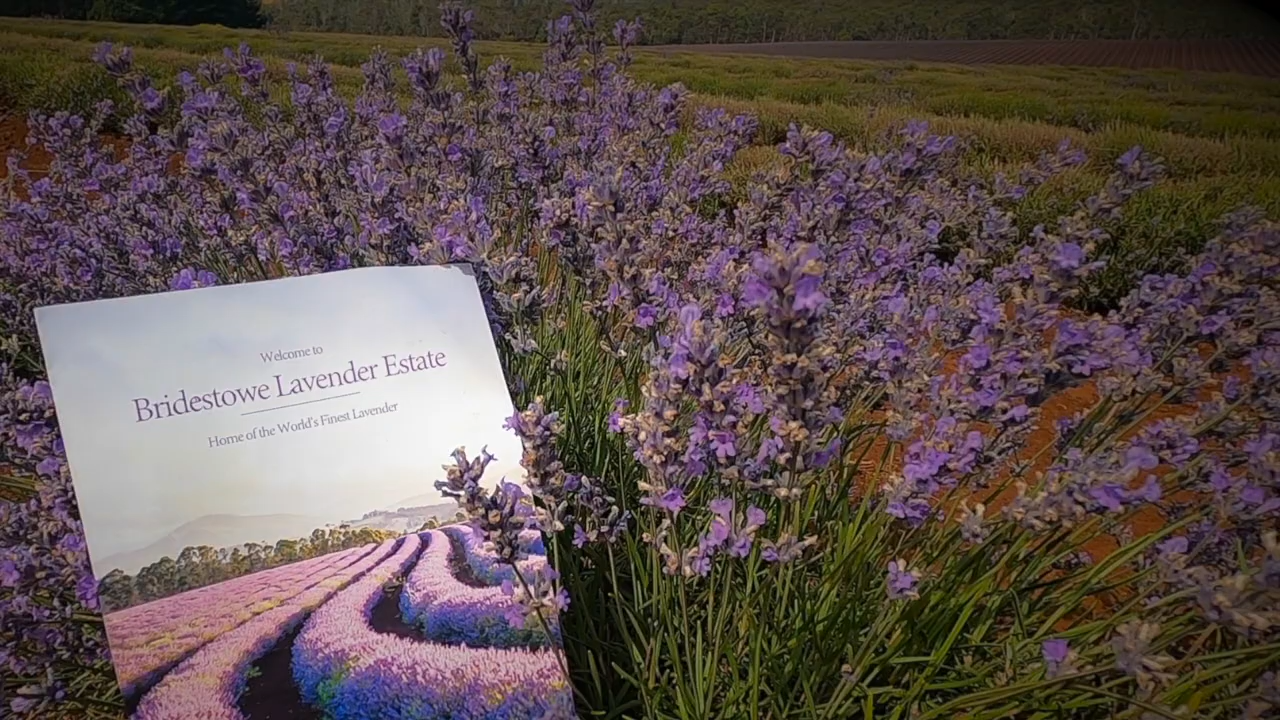 Welcome to
Bridestowe Lavender Estate
Home of the World's Finest Lavender